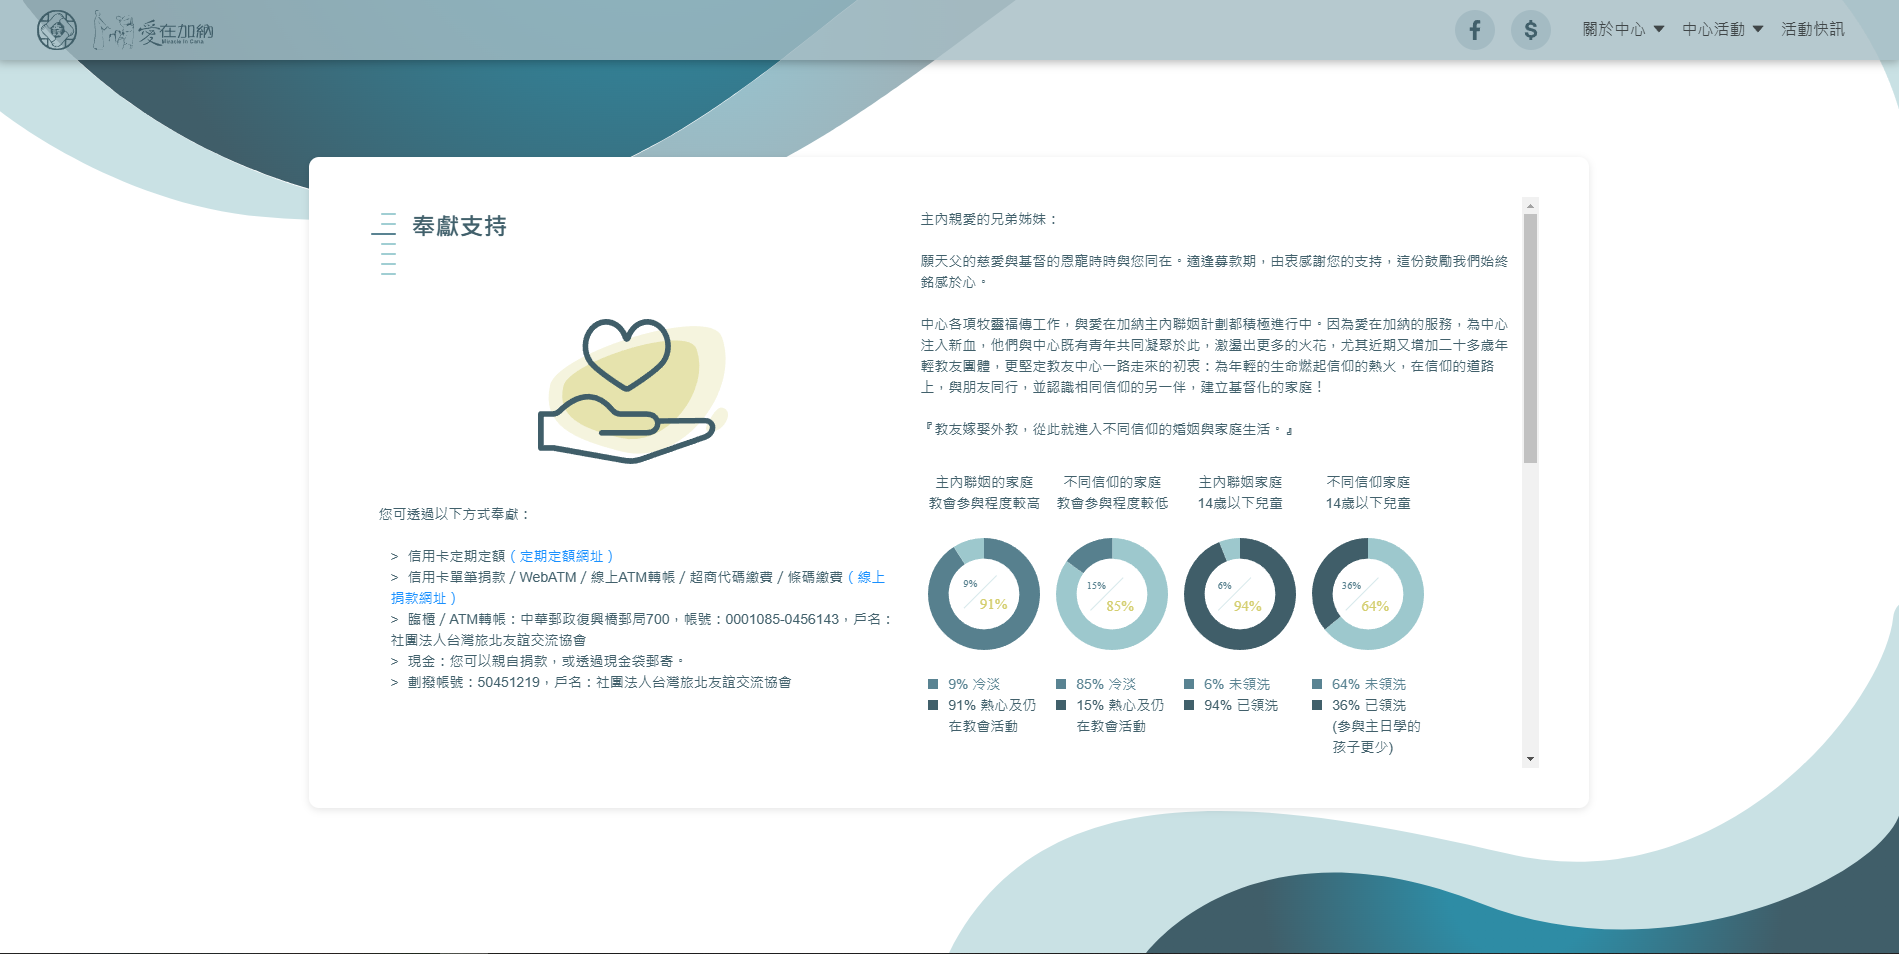 愛在加納
Miracle in Cana
關於中心
中心活動
活動快訊
奉獻支持
您可透過以下方式奉獻：
> 信用卡定期定額 ( 定期定額網址 )
> 信用卡單筆捐款 / WebATM / 線上ATM轉帳 / 超商代碼繳費 / 條碼繳費 ( 線上
捐款網址 )
> 臨櫃 / ATM轉帳：中華郵政復興橋郵局700，帳號：0001085-0456143，戶名：
社團法人台灣旅北友誼交流協會
> 現金：您可以親自捐款，或透過現金袋郵寄。
> 劃撥帳號：50451219，戶名：社團法人台灣旅北友誼交流協會
主內親愛的兄弟姊妹：
願天父的慈愛與基督的恩寵時時與您同在。適逢募款期，由衷感謝您的支持，這份鼓勵我們始終
銘感於心。
中心各項牧靈福傳工作，與愛在加納主內聯姻計劃都積極進行中。因為愛在加納的服務，為中心
注入新血，他們與中心既有青年共同凝聚於此，激盪出更多的火花，尤其近期又增加二十多歲年
輕教友團體，更堅定教友中心一路走來的初衷：為年輕的生命燃起信仰的熱火，在信仰的道路
上，與朋友同行，並認識相同信仰的另一伴，建立基督化的家庭！
『教友嫁娶外教，從此就進入不同信仰的婚姻與家庭生活。』
主內聯姻的家庭
教會參與程度較高
9%
91%
9% 冷淡
91% 熱心及仍
在教會活動
不同信仰的家庭
教會參與程度較低
15%
85%
85% 冷淡
15% 熱心及仍
在教會活動
主內聯姻家庭
14歲以下兒童
6%
94%
6% 未領洗
94% 已領洗
不同信仰家庭
14歲以下兒童
36%
64%
64% 未領洗
36% 已領洗
(參與主日學的
孩子更少)